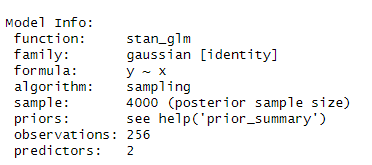 Model Info:
function: stan_glm
family: gaussian [identity]
formula: y ~ x
algorithm: sampling
sample: 4000 (posterior sample size)
priors: see help('prior_summary')
observations: 256
predictors: 2